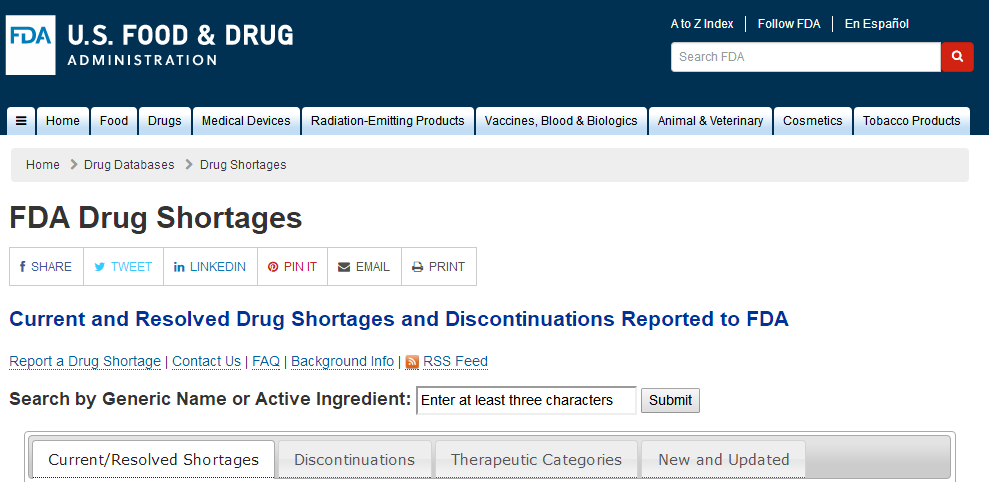 FDA U.S. FOOD & DRUG
ADMINISTRATION
A to Z Index | Follow FDA | En Español
Search FDA
Home Food Drugs Medical Devices Radiation-Emitting Products Vaccines, Blood & Biologics Animal & Veterinary Cosmetics Tobacco Products
Home Drug Databases Drug Shortages
FDA Drug Shortages
f SHARE TWEET in LINKEDIN PIN IT EMAIL PRINT
Current and Resolved Drug Shortages and Discontinuations Reported to FDA
Report a Drug Shortage | Contact Us | FAQ | Background Info | RSS Feed
Search by Generic Name or Active Ingredient: Enter at least three characters Submit
Current/Resolved Shortages Discontinuations Therapeutic Categories New and Updated